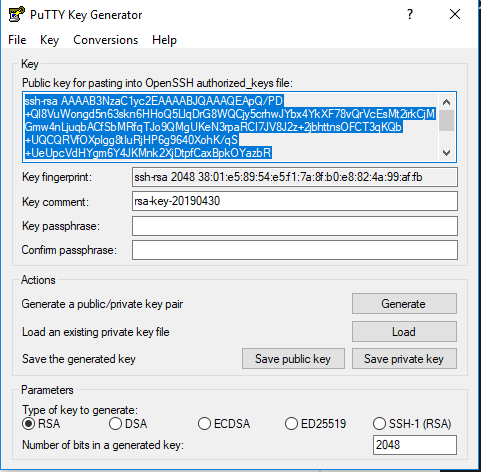 PuTTY Key Generator
File Key Conversions Help
Key
Public key for pasting into OpenSSH authorized_keys file:
ssh-rsa AAAAB3NzaC1yc2EAAAABJQAAAQEApQ/PD
+QI8VuWongd5n63skn6HHoQ5LlqDrG8WQCjy5crhwJYbx4YkXF78vQrVcEsMt2irkCjM
Gmw4nLjuqbACfSbMRfqTJo9QMgUKeN3rpaRCI7JV8J2z+2jbhttnsOFCT3qKQb
+UQCQRVfOXplgg8tIuRjHP6g9640XohK/qS
+UeUpcVdHYgm6Y4JKMnk2XjDtpfCaxBpkOYazbR
Key fingerprint: ssh-rsa 2048 38:01:e5:89:54:e5:f1:7a:8f:b0:e8:82:4a:99:af:fb
Key comment: rsa-key-20190430
Key passphrase:
Confirm passphrase:
Actions
Generate a public/private key pair Generate
Load an existing private key file Load
Save the generated key Save public key Save private key
Parameters
Type of key to generate:
RSA DSA ECDSA ED25519 SSH-1 (RSA)
Number of bits in a generated key: 2048